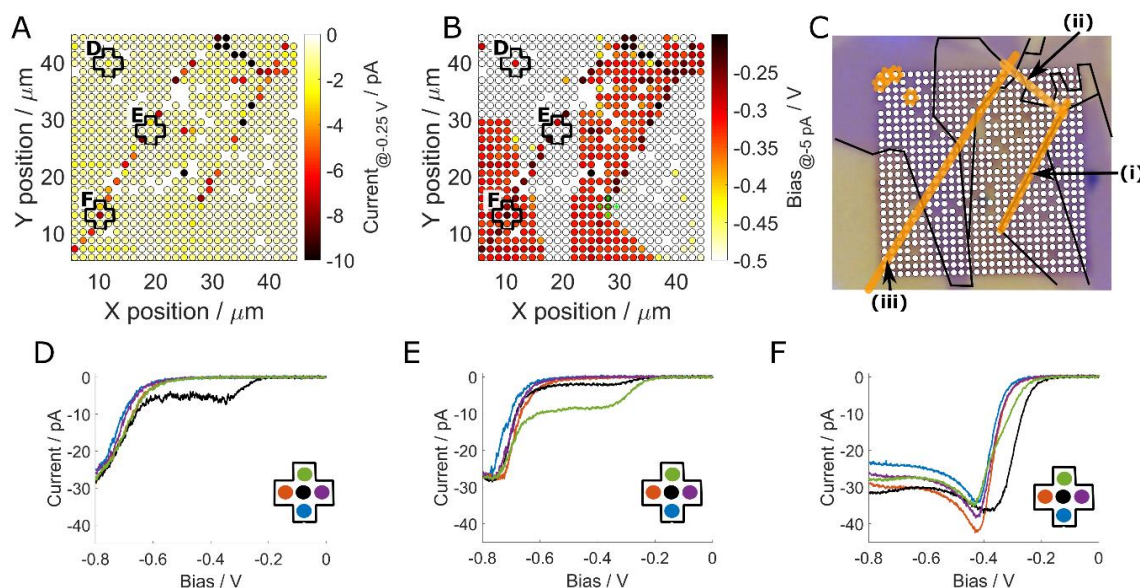 A
B
C
D
E
F
40
30
20
10
Y position / μm
10 20 30 40
X position / μm
0
-2
-4
-6
-8
-10
Current@-0.25 V / pA
D
E
F
40
30
20
10
Y position / μm
10 20 30 40
X position / μm
-0.25
-0.3
-0.35
-0.4
-0.45
-0.5
Bias@-5 pA / V
(ii)
(i)
(iii)
D
0
-10
-20
-30
-40
Current / pA
-0.8 -0.6 -0.4 -0.2 0
Bias / V
E
0
-10
-20
-30
-40
Current / pA
-0.8 -0.6 -0.4 -0.2 0
Bias / V
F
0
-10
-20
-30
-40
Current / pA
-0.8 -0.6 -0.4 -0.2 0
Bias / V